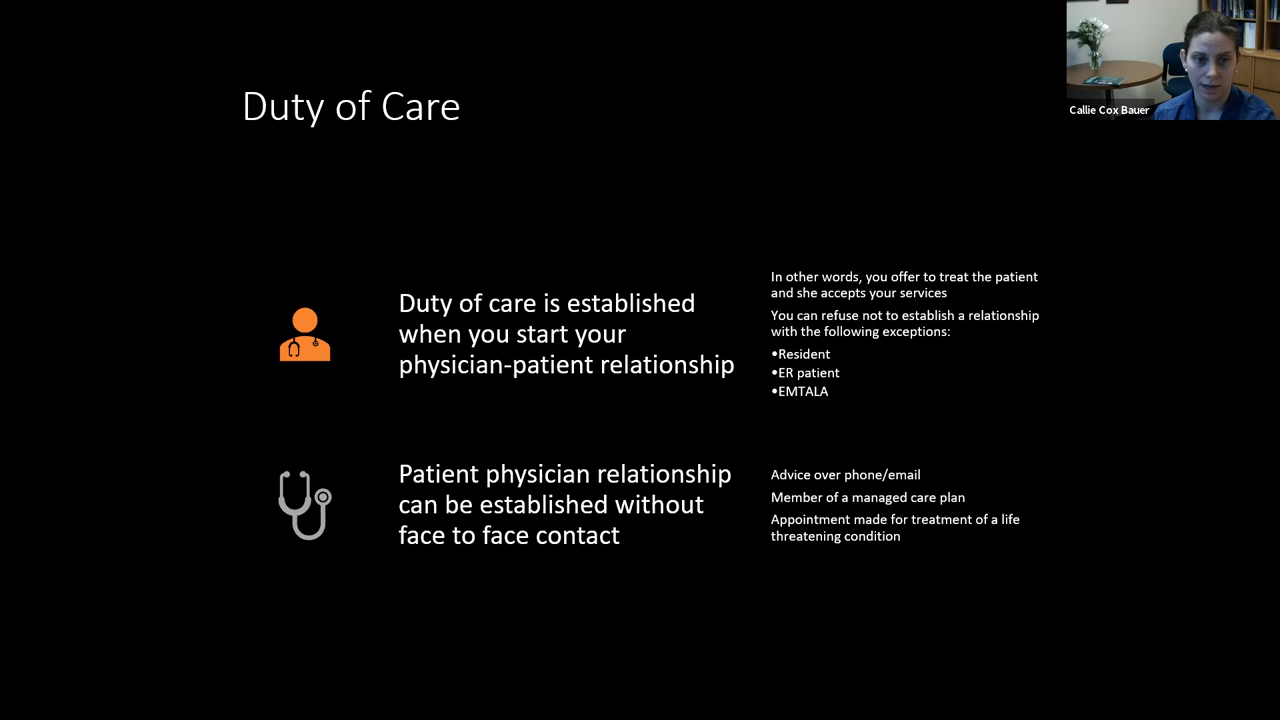 Callie Cox Bauer
Duty of Care
Duty of care is established
when you start your
physician-patient relationship
In other words, you offer to treat the patient
and she accepts your services
You can refuse not to establish a relationship
with the following exceptions:
•Resident
•ER patient
•EMTALA
Patient physician relationship
can be established without
face to face contact
Advice over phone/email
Member of a managed care plan
Appointment made for treatment of a life
threatening condition